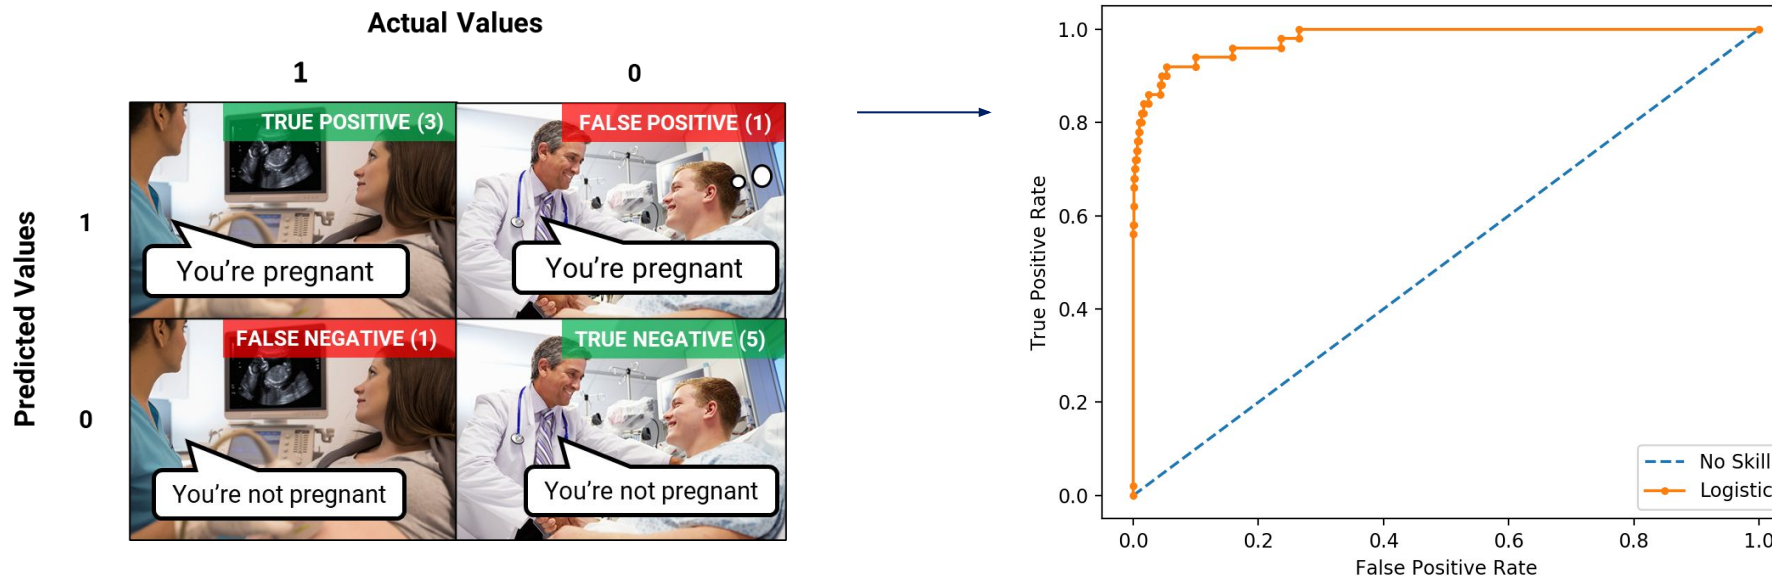 Actual Values
1 0
Predicted Values
1
0
TRUE POSITIVE (3)
FALSE POSITIVE (1)
You’re pregnant
You’re pregnant
FALSE NEGATIVE (1)
TRUE NEGATIVE (5)
You’re not pregnant
You’re not pregnant
True Positive Rate
1.0
0.8
0.6
0.4
0.2
0.0
No Skill
Logistic
0.0 0.2 0.4 0.6 0.8 1.0
False Positive Rate